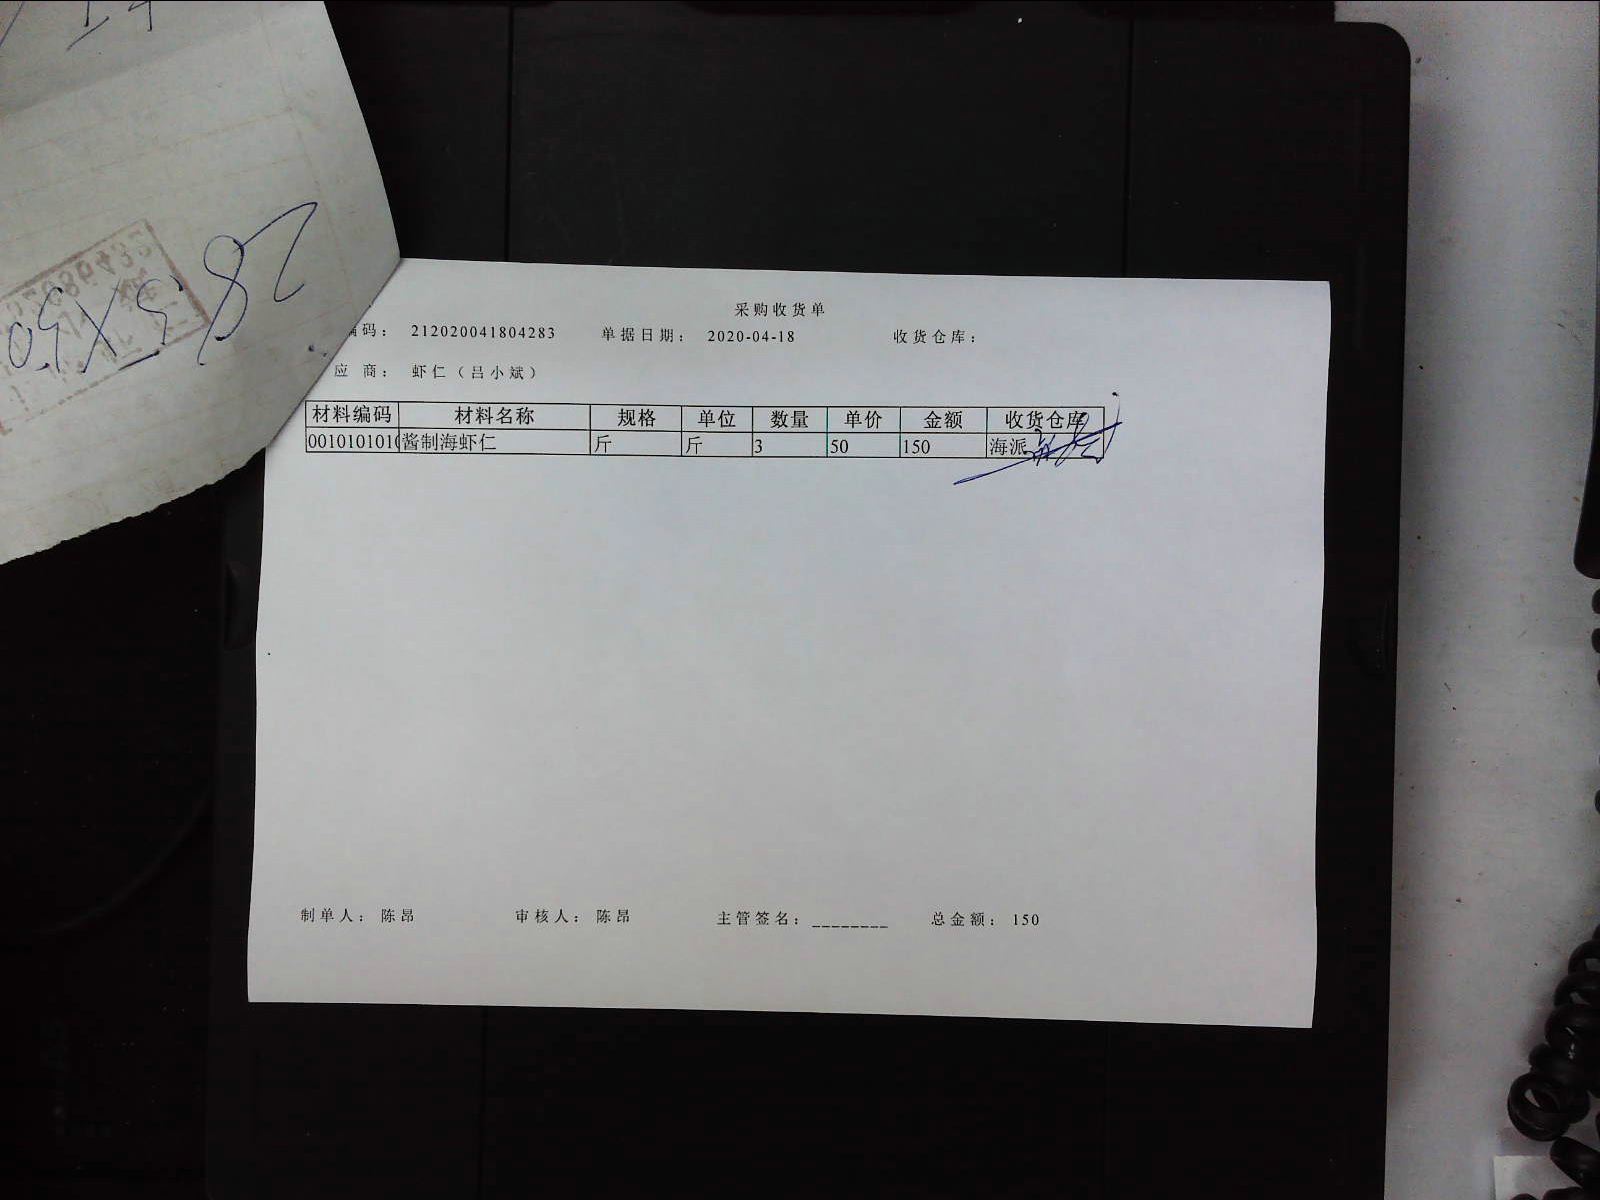 采购收货单
编码： 212020041804283 单据日期： 2020-04-18 收货仓库：
应 商： 虾仁（吕小斌）
材料编码 材料名称 规格 单位 数量 单价 金额 收货仓库
0010101010 酱制海虾仁 斤 斤 3 50 150 海派
制单人： 陈昂 审核人： 陈昂 主管签名：________ 总金额： 150